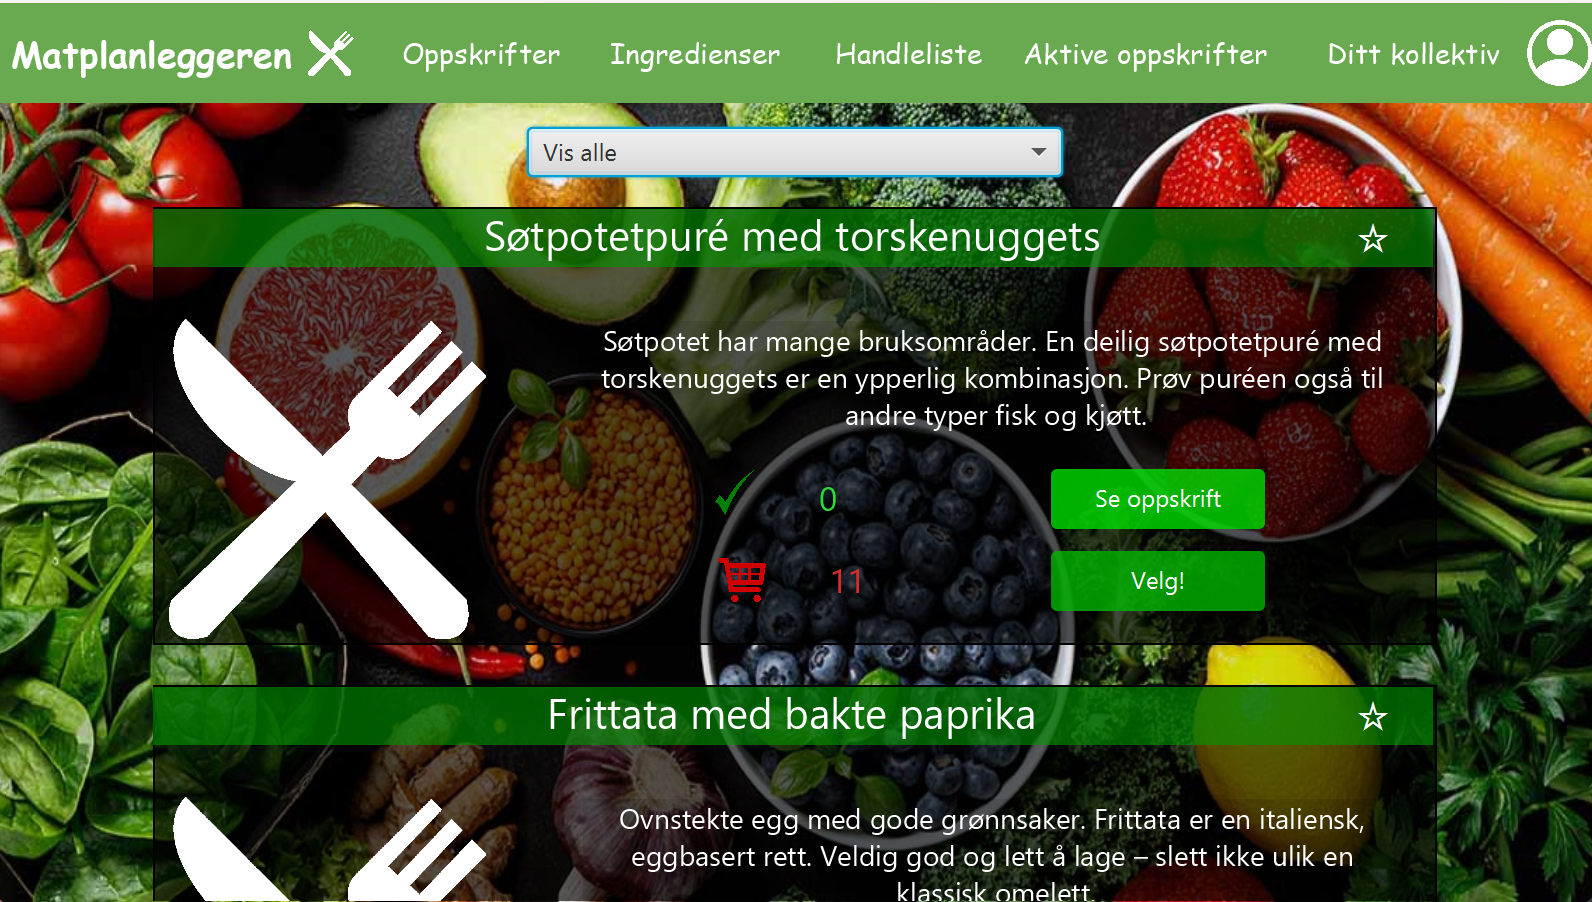 Matplanleggeren Oppskrifter Ingredienser Handleliste Aktive oppskrifter Ditt kollektiv
Vis alle
Søtpotetpuré med torskenuggets
Søtpotet har mange bruksområder. En deilig søtpotetpuré med
torskenuggets er en ypperlig kombinasjon. Prøv puréen også til
andre typer fisk og kjøtt.
0
Se oppskrift
11
Velg!
Frittata med bakte paprika
Ovnstekte egg med gode grønnsaker. Frittata er en italiensk,
eggbasert rett. Veldig god og lett å lage – slett ikke ulik en
klassisk omelett.